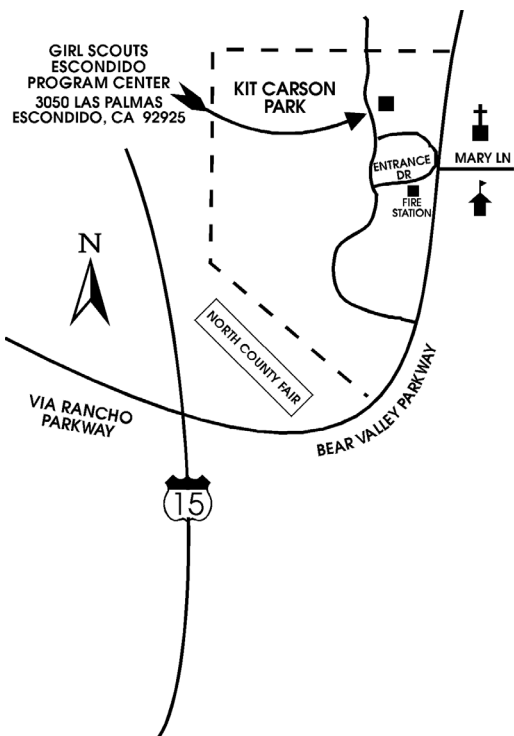 GIRL SCOUTS
ESCONDIDO
PROGRAM CENTER
3050 LAS PALMAS
ESCONDIDO, CA 92925
KIT CARSON
PARK
ENTRANCE
DR
MARY LN
FIRE
STATION
N
NORTH COUNTY FAIR
VIA RANCHO
PARKWAY
BEAR VALLEY PARKWAY
15